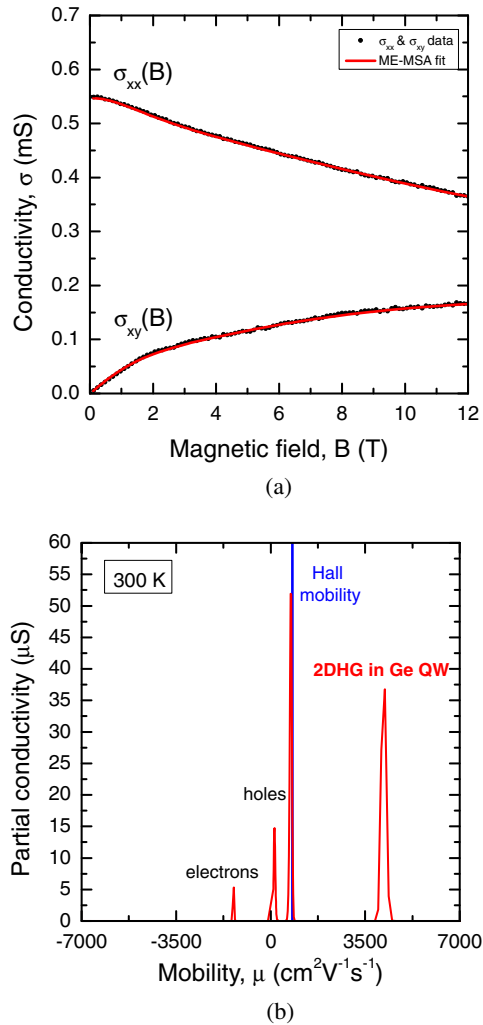 0.7
σxx & σxy data
ME-MSA fit
0.6
σxx(B)
0.5
0.4
0.3
0.2
σxy(B)
0.1
0.0
Conductivity, σ (mS)
0 2 4 6 8 10 12
Magnetic field, B (T)
(a)
60
300 K
Hall
mobility
55
50
45
40
2DHG in Ge QW
35
30
25
20
holes
15
10
electrons
5
0
Partial conductivity (μS)
-7000 -3500 0 3500 7000
Mobility, μ (cm²V⁻¹s⁻¹)
(b)